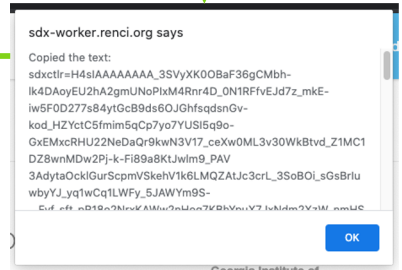 sdx-worker.renci.org says
Copied the text:
sdxctlr=H4sIAAAAAAAA_3SVyXK0OBaF36gCMbh-
lk4DAoyEU2hA2gmUNoPlxM4Rnr4D_0N1RFfvEJd7z_mkE-
iw5F0D277s84ytGcB9ds6OJGhfsqdsnGv-
kod_HZYctC5fmim5qCp7yo7YUSI5q9o-
GxEMxcRHU22NeDaQr9kwN3V17_ceXw0ML3v30WkBtvd_Z1MC1
DZ8wnMDw2Pj-k-Fi89a8KtJwlm9_PAV
3AdytaOcklGurScpmVSkehV1k6LMQZAtJc3crL_3SoBOi_sGsBrlu
wbyYJ_yq1wCq1LWFy_5JAWYm9S-
OK